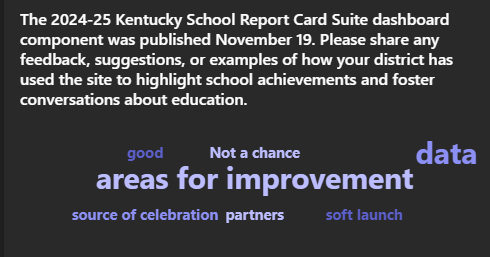 The 2024-25 Kentucky School Report Card Suite dashboard
component was published November 19. Please share any
feedback, suggestions, or examples of how your district has
used the site to highlight school achievements and foster
conversations about education.
good Not a chance data
areas for improvement
source of celebration partners soft launch